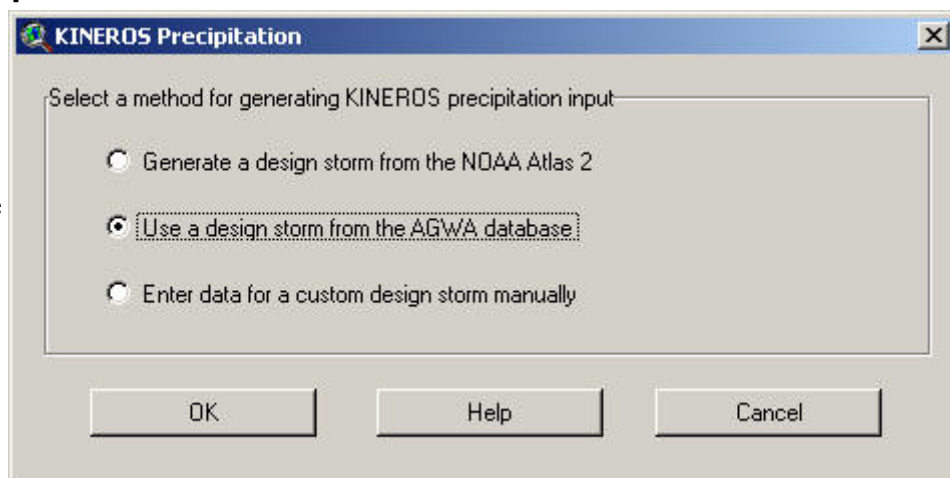 KINEROS Precipitation
Select a method for generating KINEROS precipitation input
Generate a design storm from the NOAA Atlas 2
Use a design storm from the AGWA database
Enter data for a custom design storm manually
OK
Help
Cancel